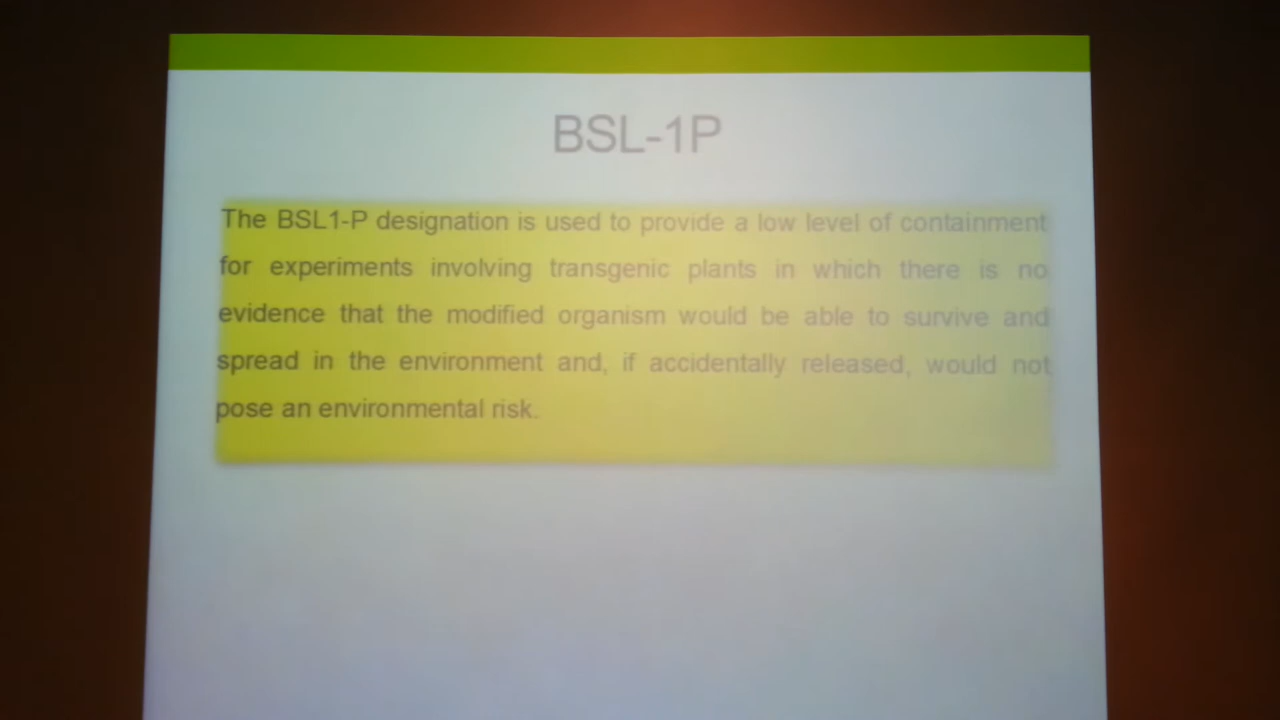 BSL-1P
The BSL1-P designation is used to provide a low level of containment
for experiments involving transgenic plants in which there is no
evidence that the modified organism would be able to survive and
spread in the environment and, if accidentally released, would not
pose an environmental risk.